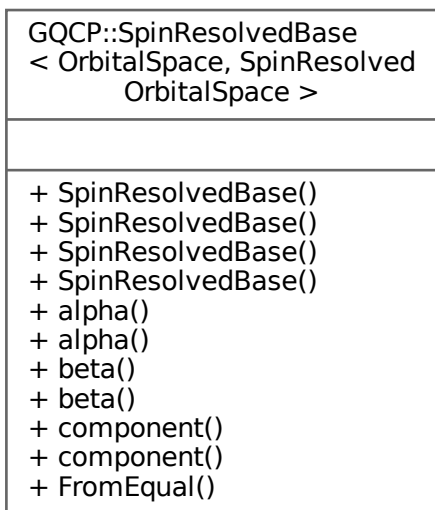 GQCP::SpinResolvedBase
< OrbitalSpace, SpinResolved
OrbitalSpace >
+ SpinResolvedBase()
+ SpinResolvedBase()
+ SpinResolvedBase()
+ SpinResolvedBase()
+ alpha()
+ alpha()
+ beta()
+ beta()
+ component()
+ component()
+ FromEqual()